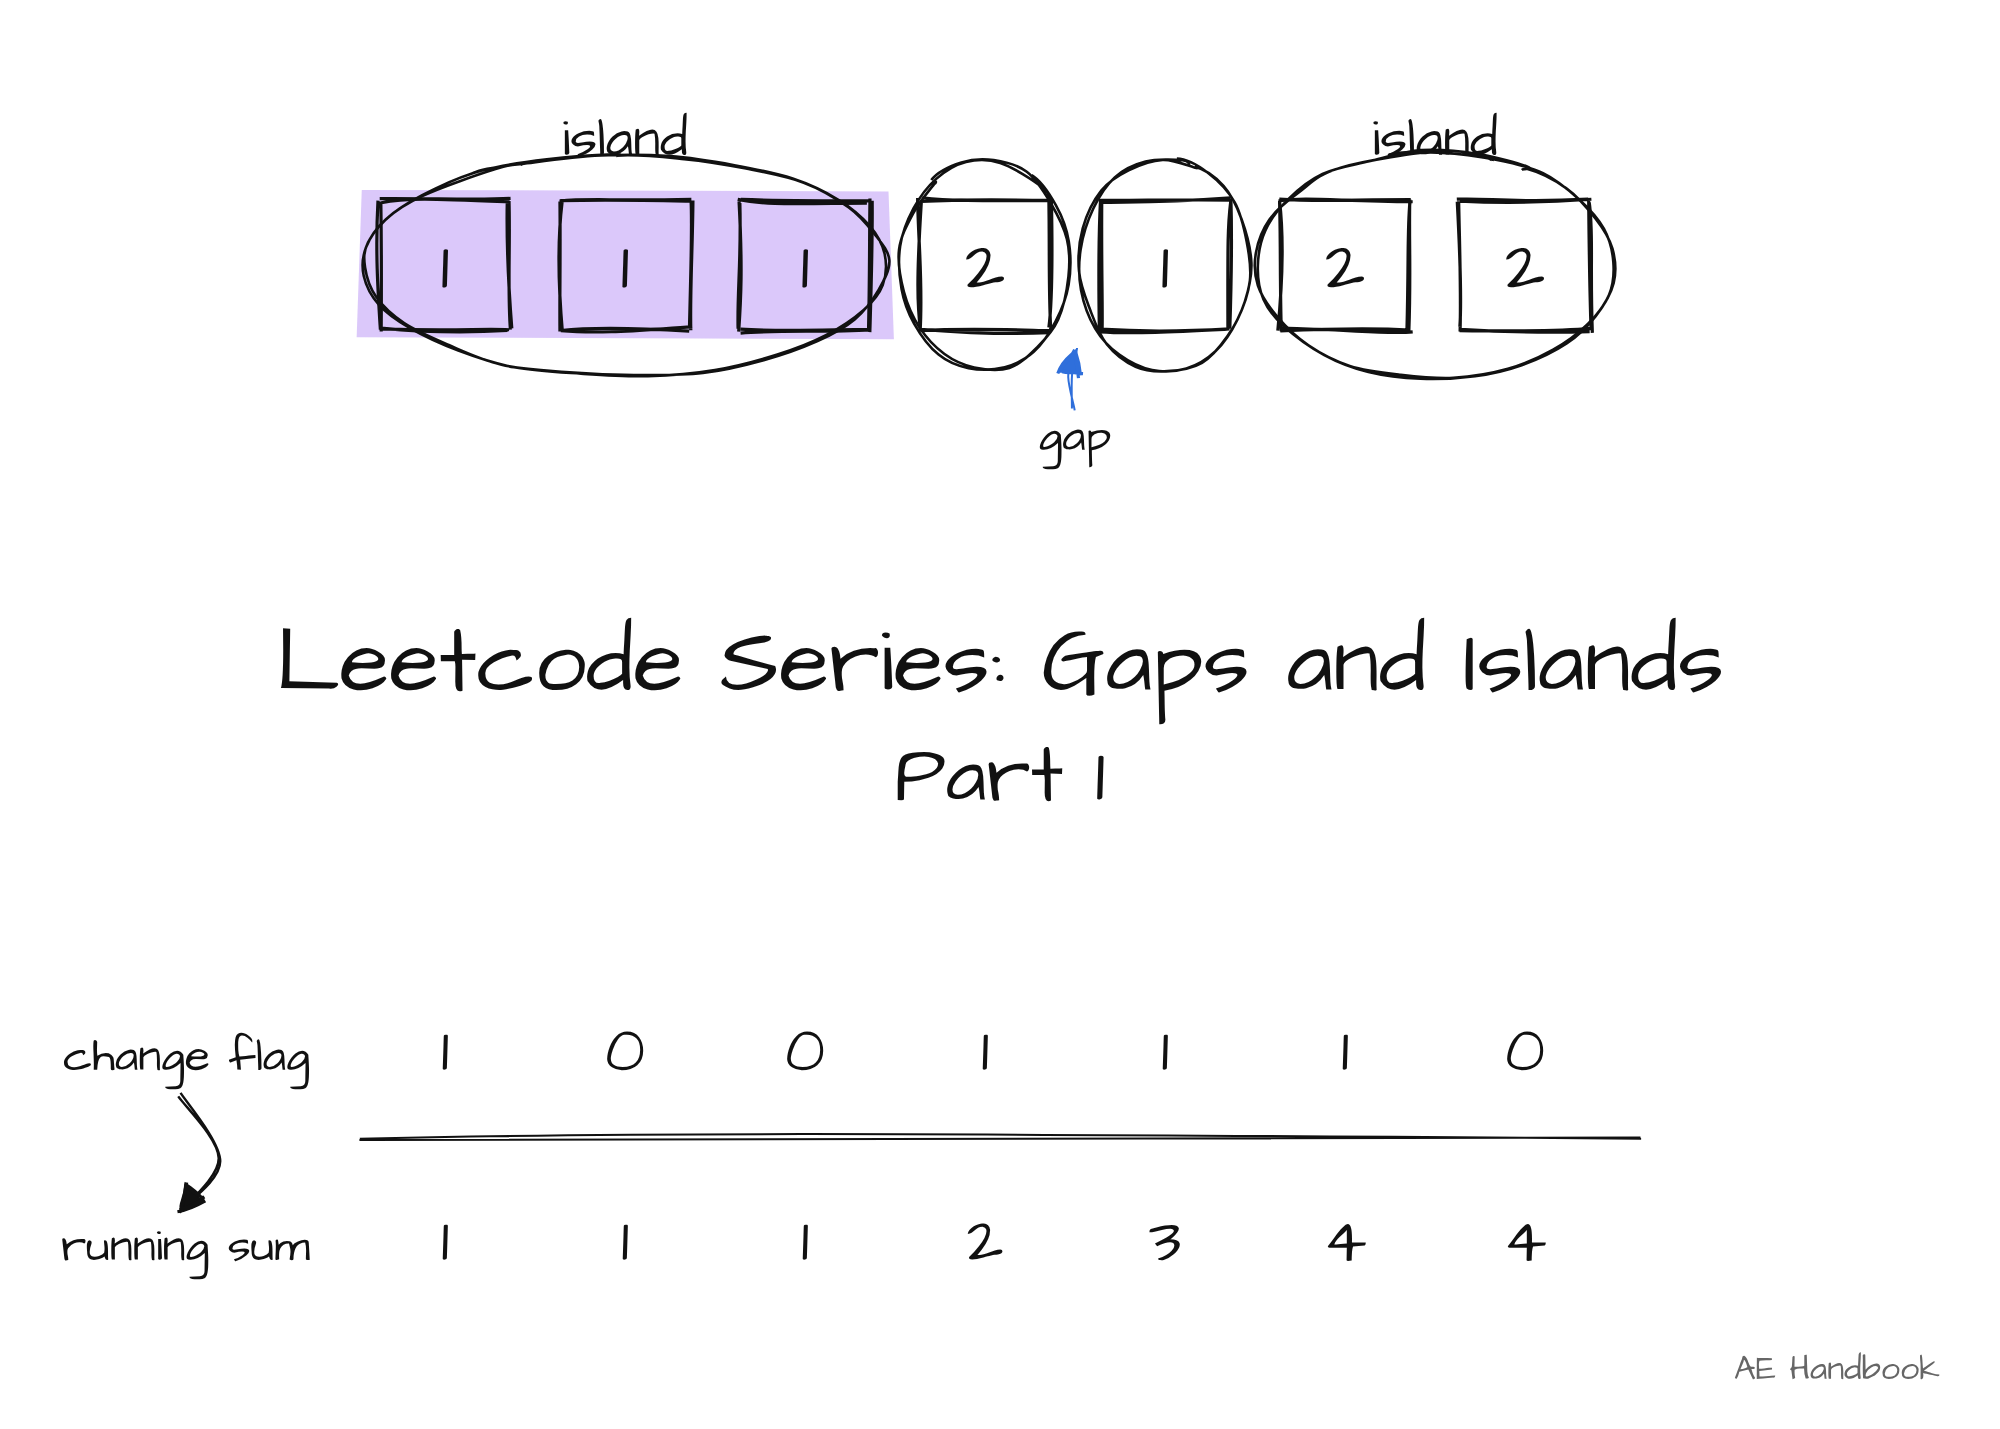 island island
1 1 1 2 1 2 2
gap
Leetcode Series: Gaps and Islands
Part 1
change flag 1 0 0 1 1 1 0
running sum 1 1 1 2 3 4 4
AE Handbook